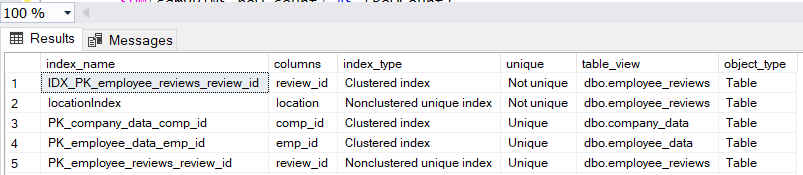 100 %
Results Messages
index_name columns index_type unique table_view object_type
1 IDX_PK_employee_reviews_review_id review_id Clustered index Not unique dbo.employee_reviews Table
2 locationIndex location Nonclustered unique index Not unique dbo.employee_reviews Table
3 PK_company_data_comp_id comp_id Clustered index Unique dbo.company_data Table
4 PK_employee_data_emp_id emp_id Clustered index Unique dbo.employee_data Table
5 PK_employee_reviews_review_id review_id Nonclustered unique index Unique dbo.employee_reviews Table